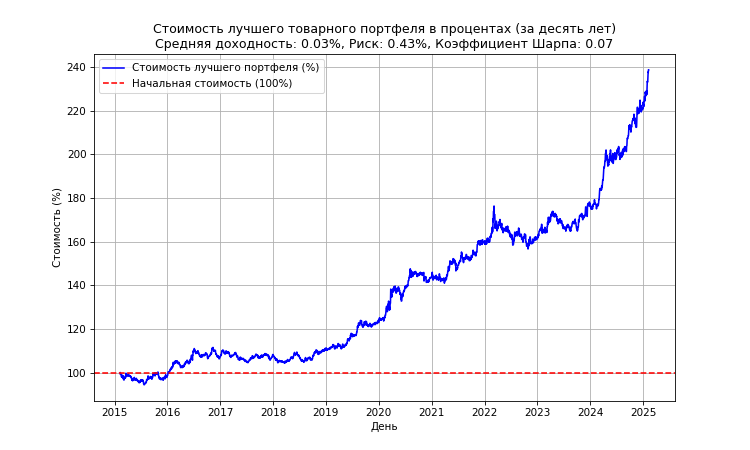 Стоимость лучшего товарного портфеля в процентах (за десять лет)
Средняя доходность: 0.03%, Риск: 0.43%, Коэффициент Шарпа: 0.07
Стоимость лучшего портфеля (%)
Начальная стоимость (100%)
Стоимость (%)
240
220
200
180
160
140
120
100
2015 2016 2017 2018 2019 2020 2021 2022 2023 2024 2025
День